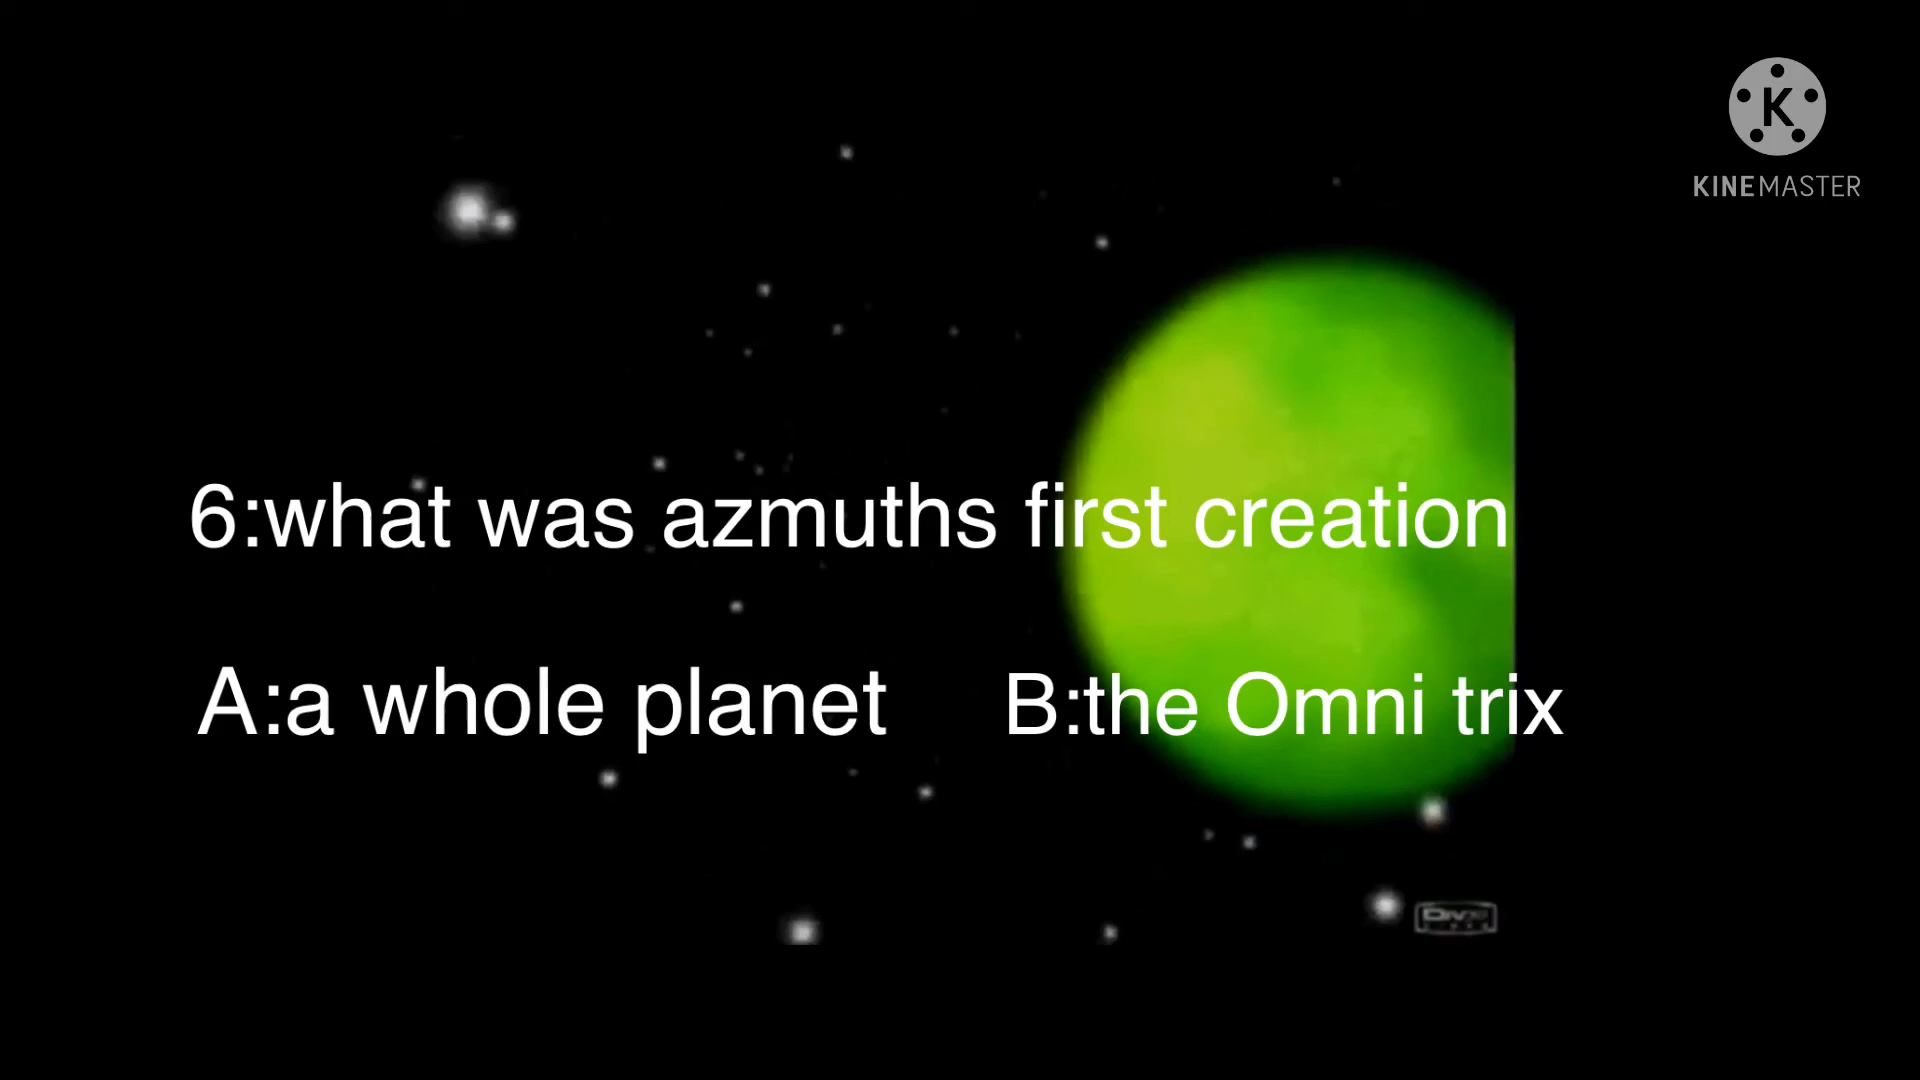 K
KINEMASTER
6:what was azmuths first creation
A:a whole planet B:the Omni trix